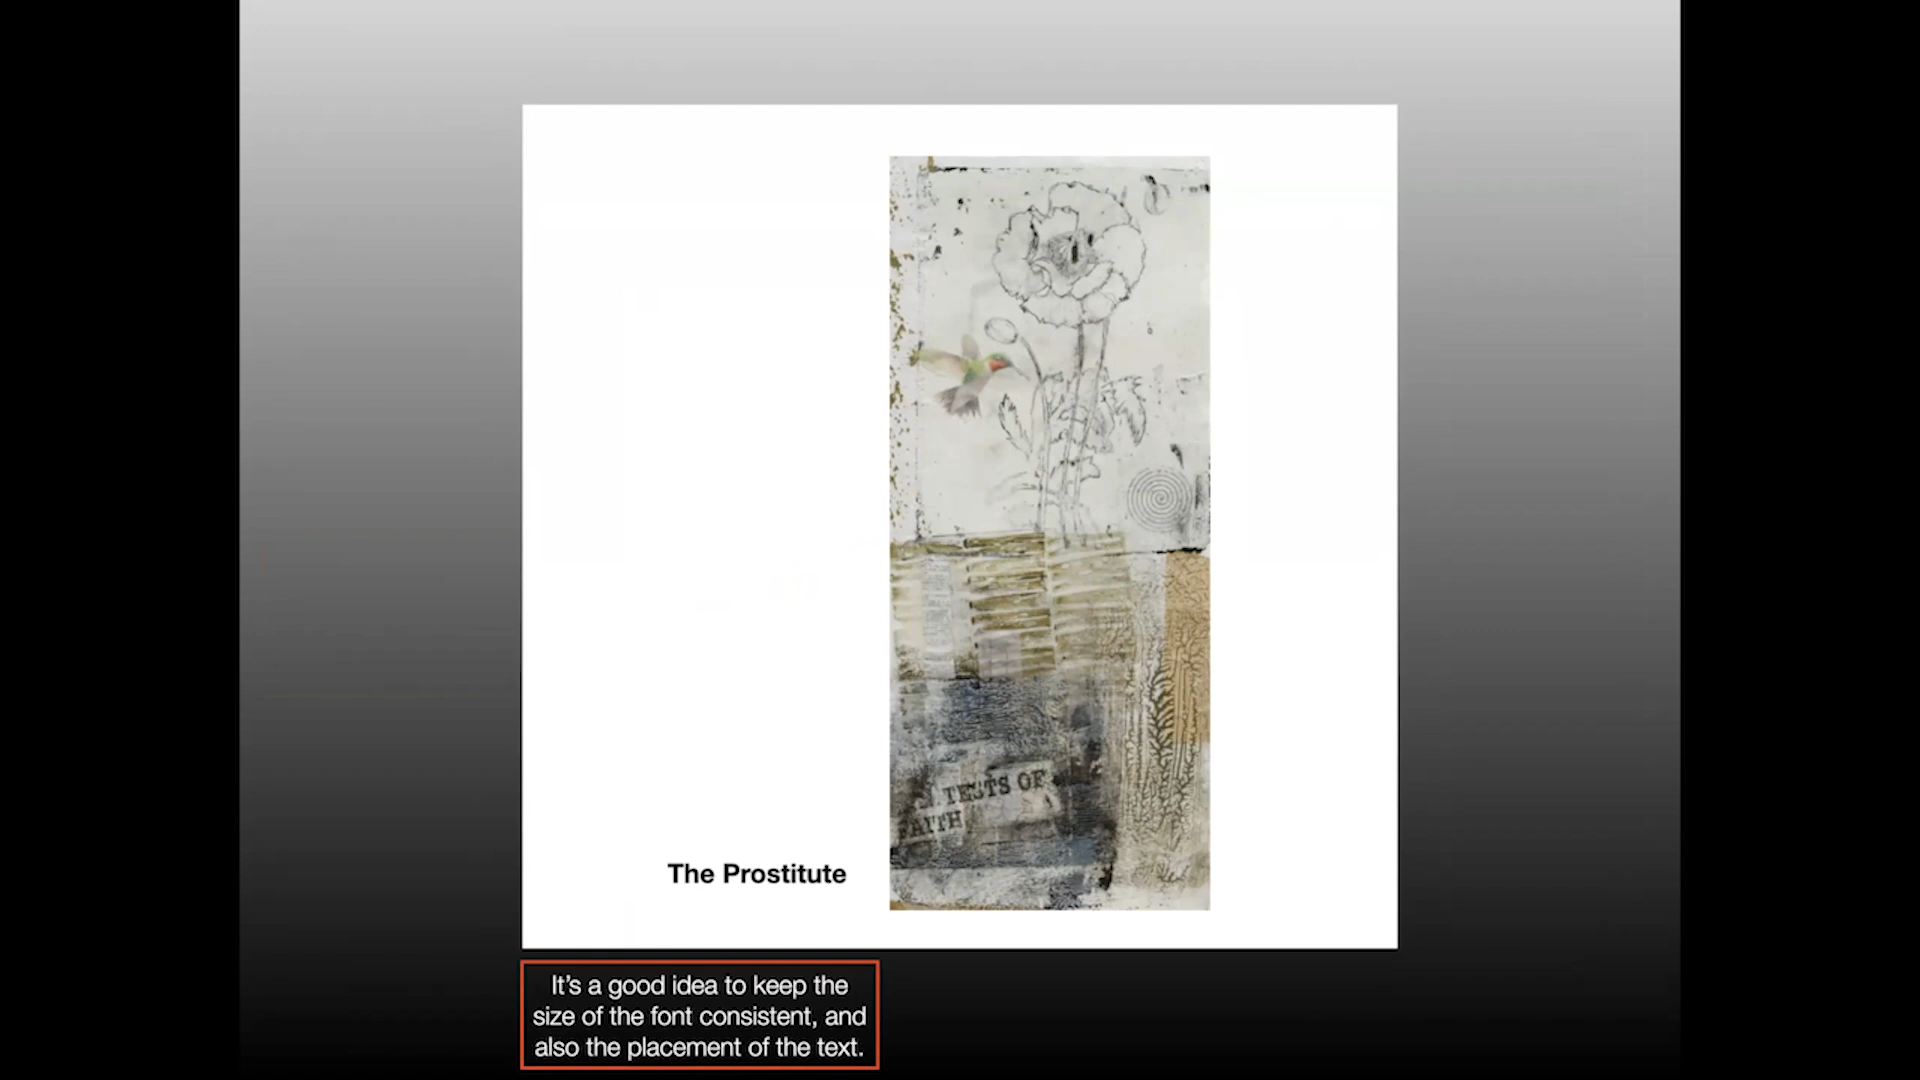 TESTS OF
FAITH
The Prostitute
It's a good idea to keep the
size of the font consistent, and
also the placement of the text.